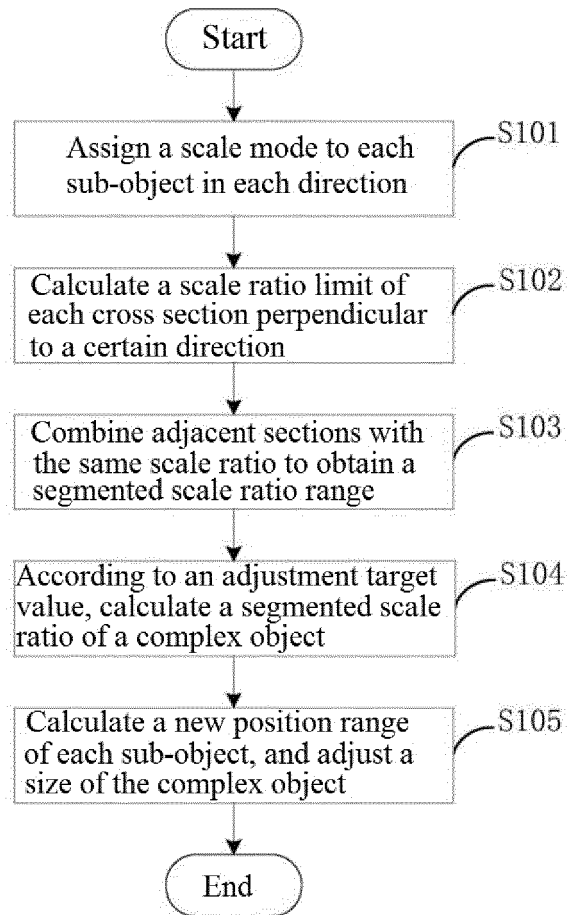 Start
Assign a scale mode to each
sub-object in each direction
S101
Calculate a scale ratio limit of
each cross section perpendicular
to a certain direction
S102
Combine adjacent sections with
the same scale ratio to obtain a
segmented scale ratio range
S103
According to an adjustment target
value, calculate a segmented scale
ratio of a complex object
S104
Calculate a new position range
of each sub-object, and adjust a
size of the complex object
S105
End